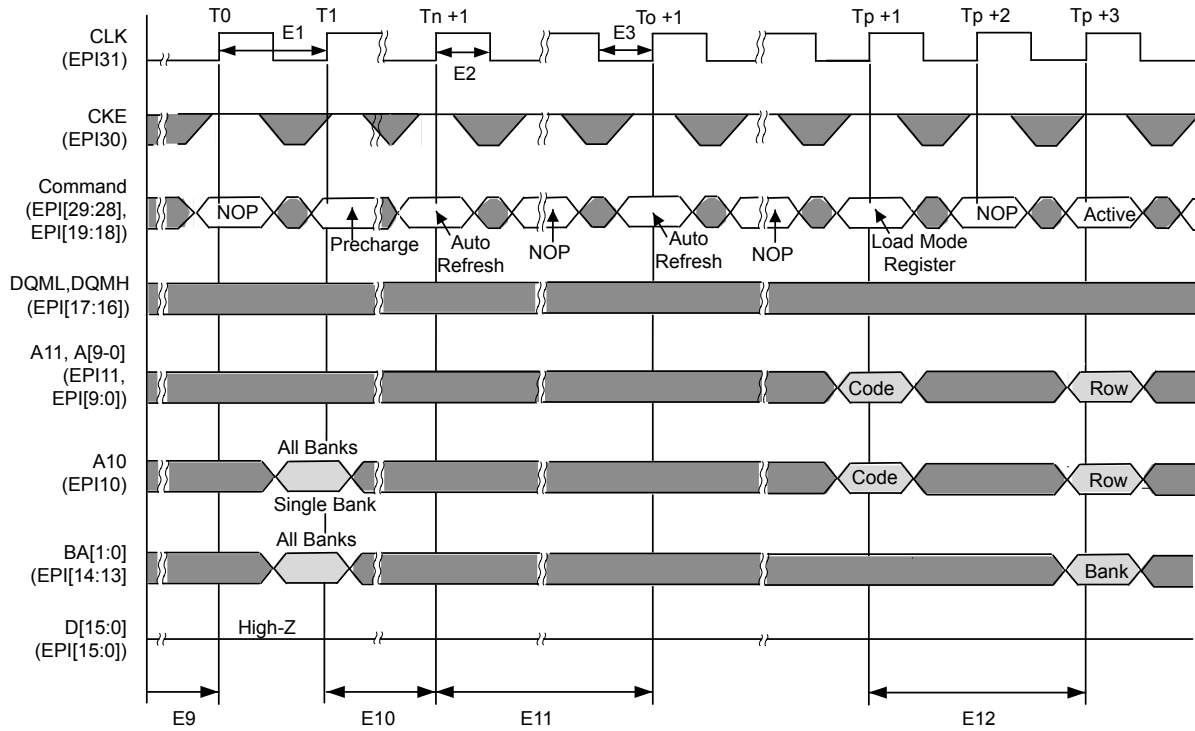 T0 T1 Tn +1 To +1 Tp +1 Tp +2 Tp +3
CLK
(EPI31)
E1
E2
E3
CKE
(EPI30)
Command
(EPI[29:28],
EPI[19:18])
NOP
Precharge
Auto
Refresh
NOP
Auto
Refresh
NOP
Load Mode
Register
NOP
Active
DQML,DQMH
(EPI[17:16])
A11, A[9-0]
(EPI11,
EPI[9:0])
Code
Row
A10
(EPI10)
All Banks
Single Bank
Code
Row
BA[1:0]
(EPI[14:13]
All Banks
Bank
D[15:0]
(EPI[15:0])
High-Z
E9 E10 E11 E12